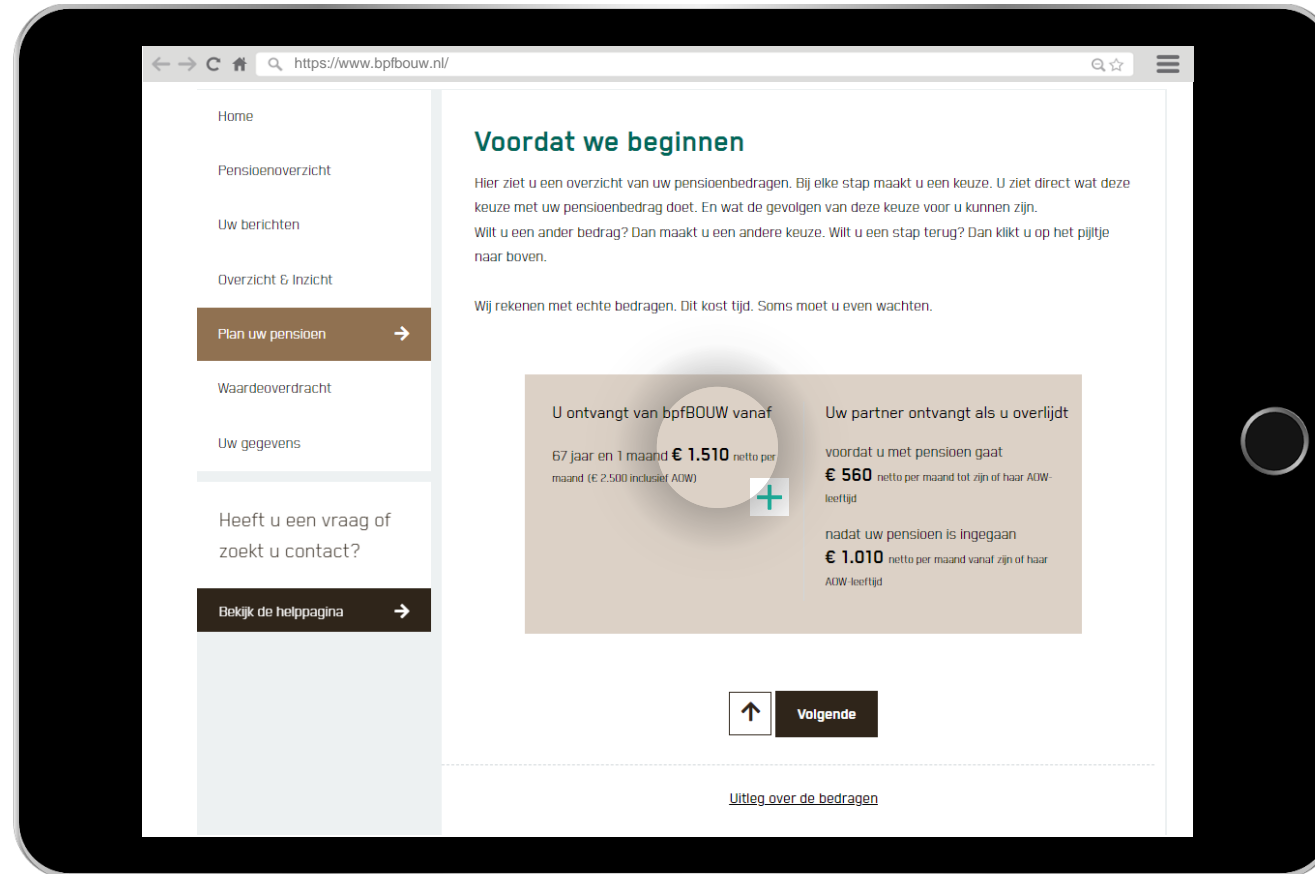 https://www.bpfbouw.nl/
Home
Pensioenoverzicht
Uw berichten
Overzicht & Inzicht
Plan uw pensioen
Waardeoverdracht
Uw gegevens
Heeft u een vraag of
zoekt u contact?
Bekijk de helppagina
Voordat we beginnen
Hier ziet u een overzicht van uw pensioenbedragen. Bij elke stap maakt u een keuze. U ziet direct wat deze
keuze met uw pensioenbedrag doet. En wat de gevolgen van deze keuze voor u kunnen zijn.
Wilt u een ander bedrag? Dan maakt u een andere keuze. Wilt u een stap terug? Dan klikt u op het pijltje
naar boven.
Wij rekenen met echte bedragen. Dit kost tijd. Soms moet u even wachten.
U ontvangt van bpfBOUW vanaf
67 jaar en 1 maand € 1.510 netto per
maand (€ 2.500 inclusief AOW)
Uw partner ontvangt als u overlijdt
voordat u met pensioen gaat
€ 560 netto per maand tot zijn of haar AOW-
leeftijd
nadat uw pensioen is ingegaan
€ 1.010 netto per maand vanaf zijn of haar
AOW-leeftijd
Volgende
Uitleg over de bedragen